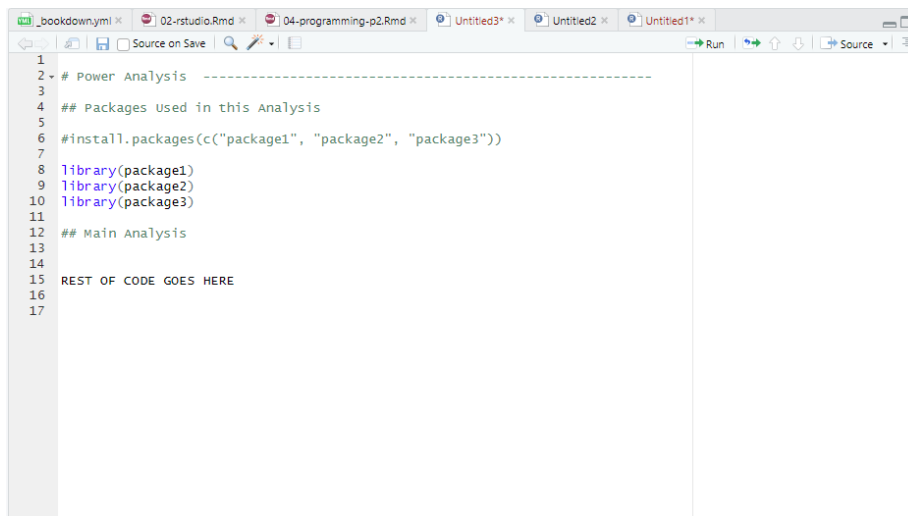 _bookdown.yml 02-rstudio.Rmd 04-programming-p2.Rmd Untitled3* Untitled2 Untitled1*
Source on Save Run Source
1
2 # Power Analysis ---------------------------------------------------------
3
4 ## Packages Used in this Analysis
5
6 #install.packages(c("package1", "package2", "package3"))
7
8 library(package1)
9 library(package2)
10 library(package3)
11
12 ## Main Analysis
13
14
15 REST OF CODE GOES HERE
16
17